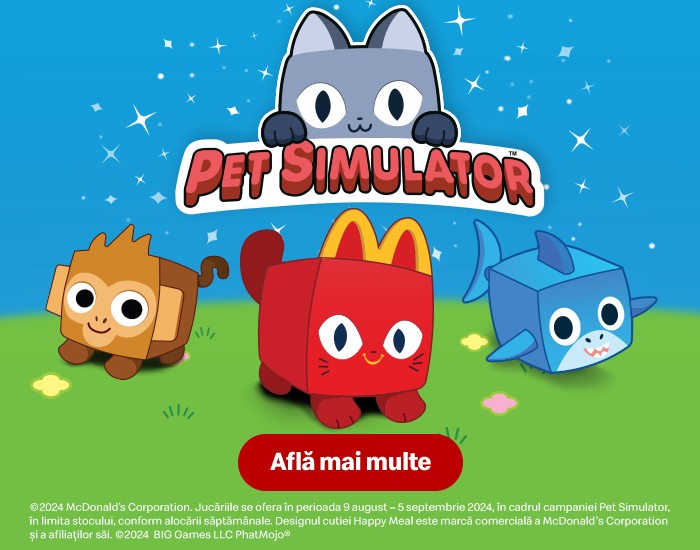 PET SIMULATOR™
Află mai multe
©2024 McDonald's Corporation. Jucăriile se ofera în perioada 9 august – 5 septembrie 2024, în cadrul campaniei Pet Simulator,
în limita stocului, conform alocării săptămânale. Designul cutiei Happy Meal este marcă comercială a McDonald's Corporation
și a afiliaților săi. ©2024 BIG Games LLC PhatMojo®